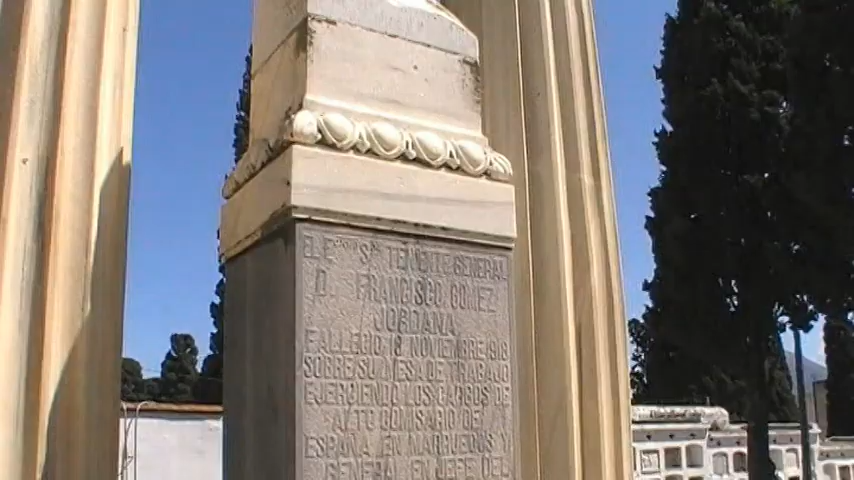 EL EXCMO SR TENIENTE GENERAL
D. FRANCISCO GOMEZ
JORDANA
FALLECIO 18 NOVIEMBRE 1918
SOBRE SU MESA DE TRABAJO
EJERCIENDO LOS CARGOS DE
ALTO COMISARIO DE
ESPAÑA EN MARRUECOS Y
GENERAL EN JEFE DEL